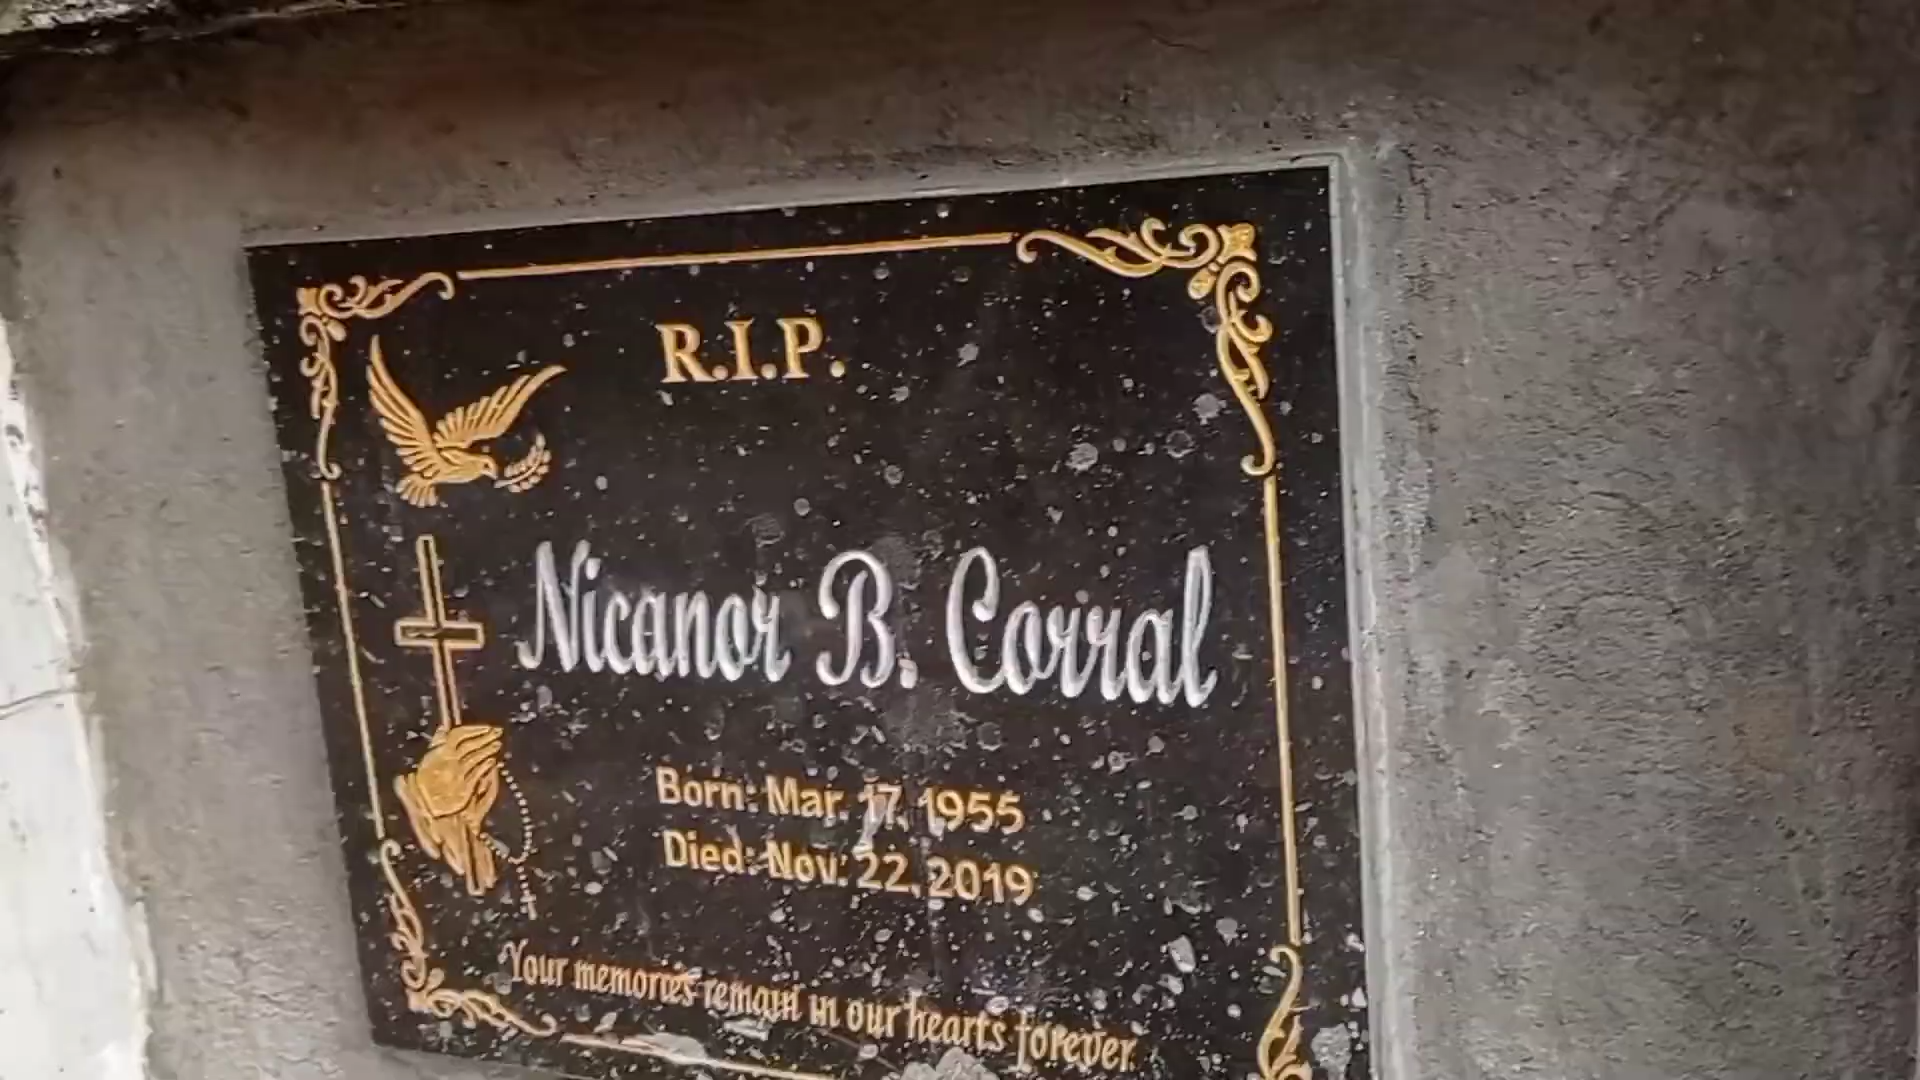 R.I.P.
Nicanor B. Corral
Born: Mar. 17, 1955
Died: Nov. 22, 2019
Your memories remain in our hearts forever.